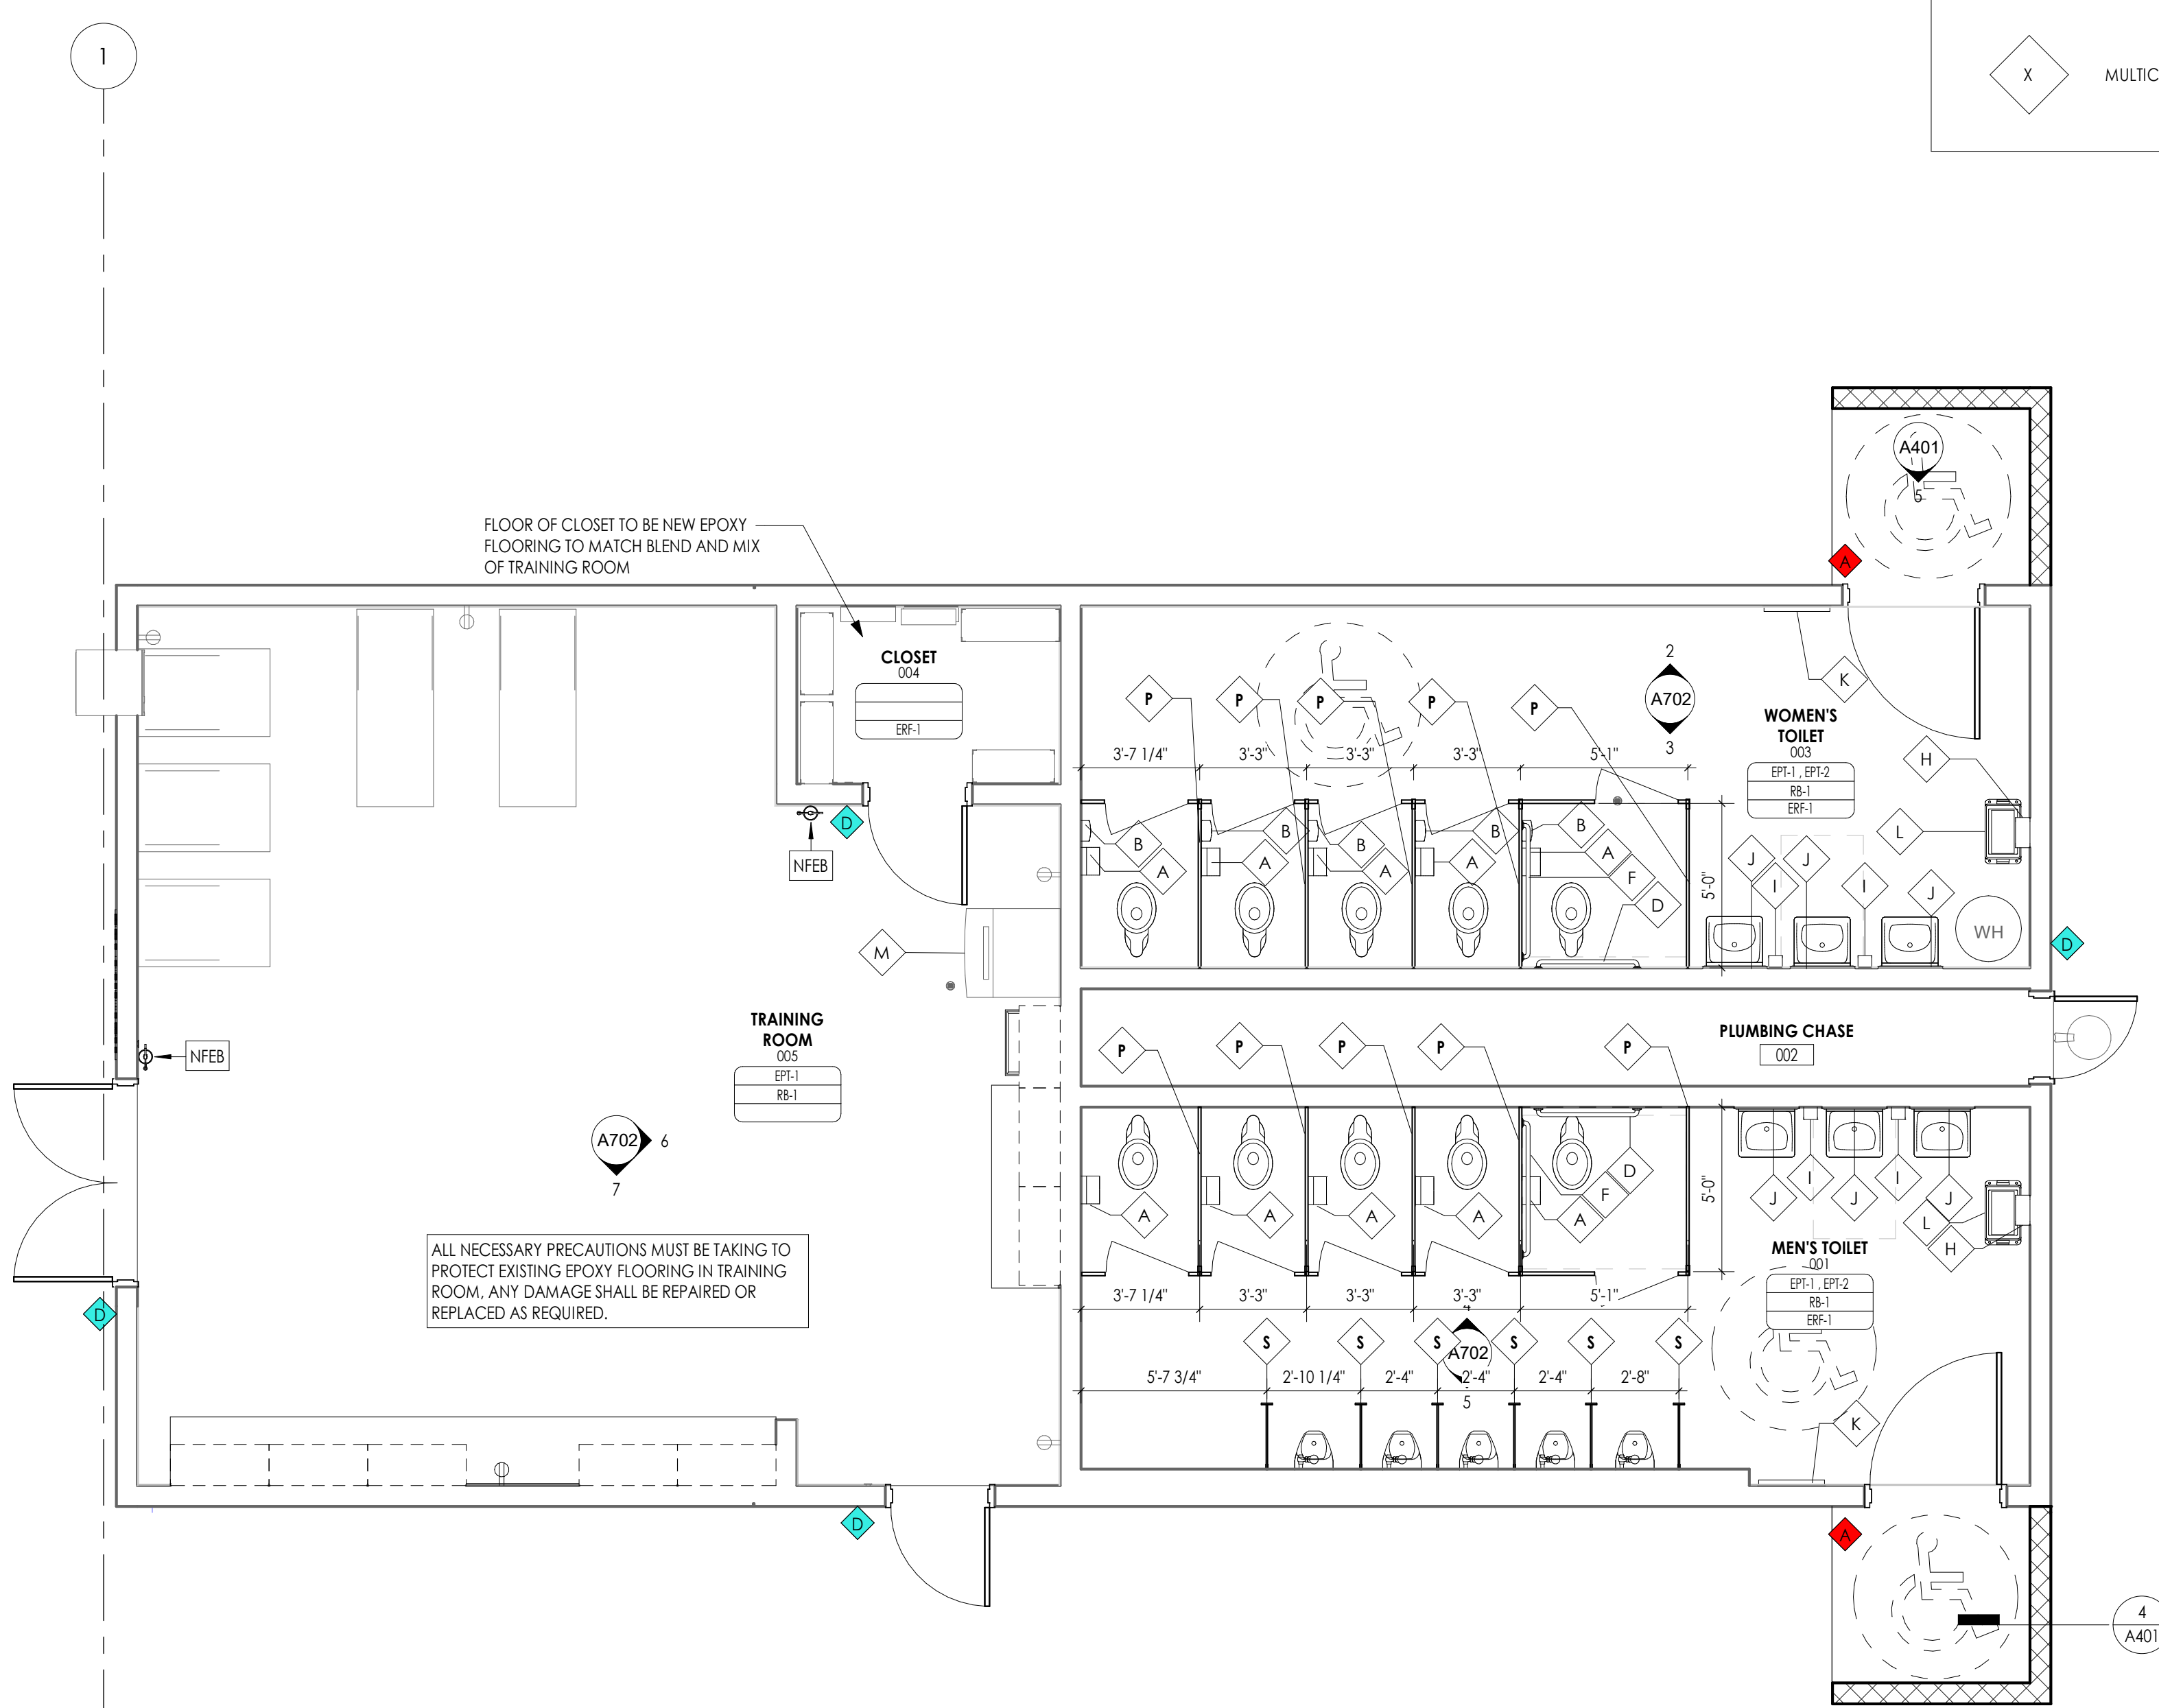 1
X
MULTIC
A401
5
A
FLOOR OF CLOSET TO BE NEW EPOXY
FLOORING TO MATCH BLEND AND MIX
OF TRAINING ROOM
CLOSET
004
ERF-1
D
NFEB
M
TRAINING
ROOM
005
EPT-1
RB-1
NFEB
A702
6
7
ALL NECESSARY PRECAUTIONS MUST BE TAKING TO
PROTECT EXISTING EPOXY FLOORING IN TRAINING
ROOM, ANY DAMAGE SHALL BE REPAIRED OR
REPLACED AS REQUIRED.
D
D
P
P
P
P
P
3'-7 1/4"
3'-3"
3'-3"
3'-3"
5'-1"
2
A702
3
K
WOMEN'S
TOILET
003
EPT-1 , EPT-2
RB-1
ERF-1
H
L
B
A
B
A
B
A
B
A
B
A
F
D
5'-0"
J
J
I
I
J
WH
D
P
P
P
P
P
PLUMBING CHASE
002
A
A
A
A
A
F
D
5'-0"
J
I
J
I
J
L
H
MEN'S TOILET
001
EPT-1 , EPT-2
RB-1
ERF-1
3'-7 1/4"
3'-3"
3'-3"
3'-3"
5'-1"
4
A702
5
S
S
S
S
S
S
5'-7 3/4"
2'-10 1/4"
2'-4"
2'-4"
2'-4"
2'-8"
K
A
4
A401